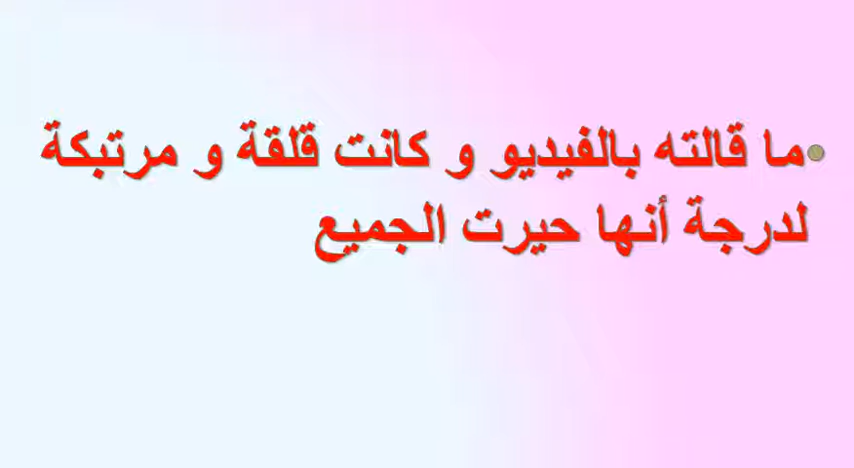 ما قالته بالفيديو و كانت قلقة و مرتبكة
لدرجة أنها حيرت الجميع